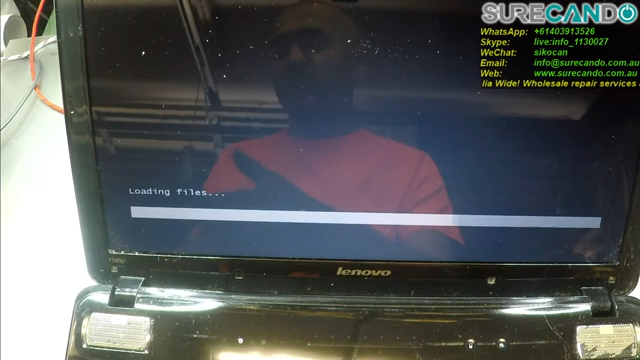 SURECANDO
WhatsApp: +61403913526
Skype: live:info_1130027
WeChat: sikocan
Email: info@surecando.com.au
Web: www.surecando.com.au
lia Wide! Wholesale repair services
Loading files...
lenovo